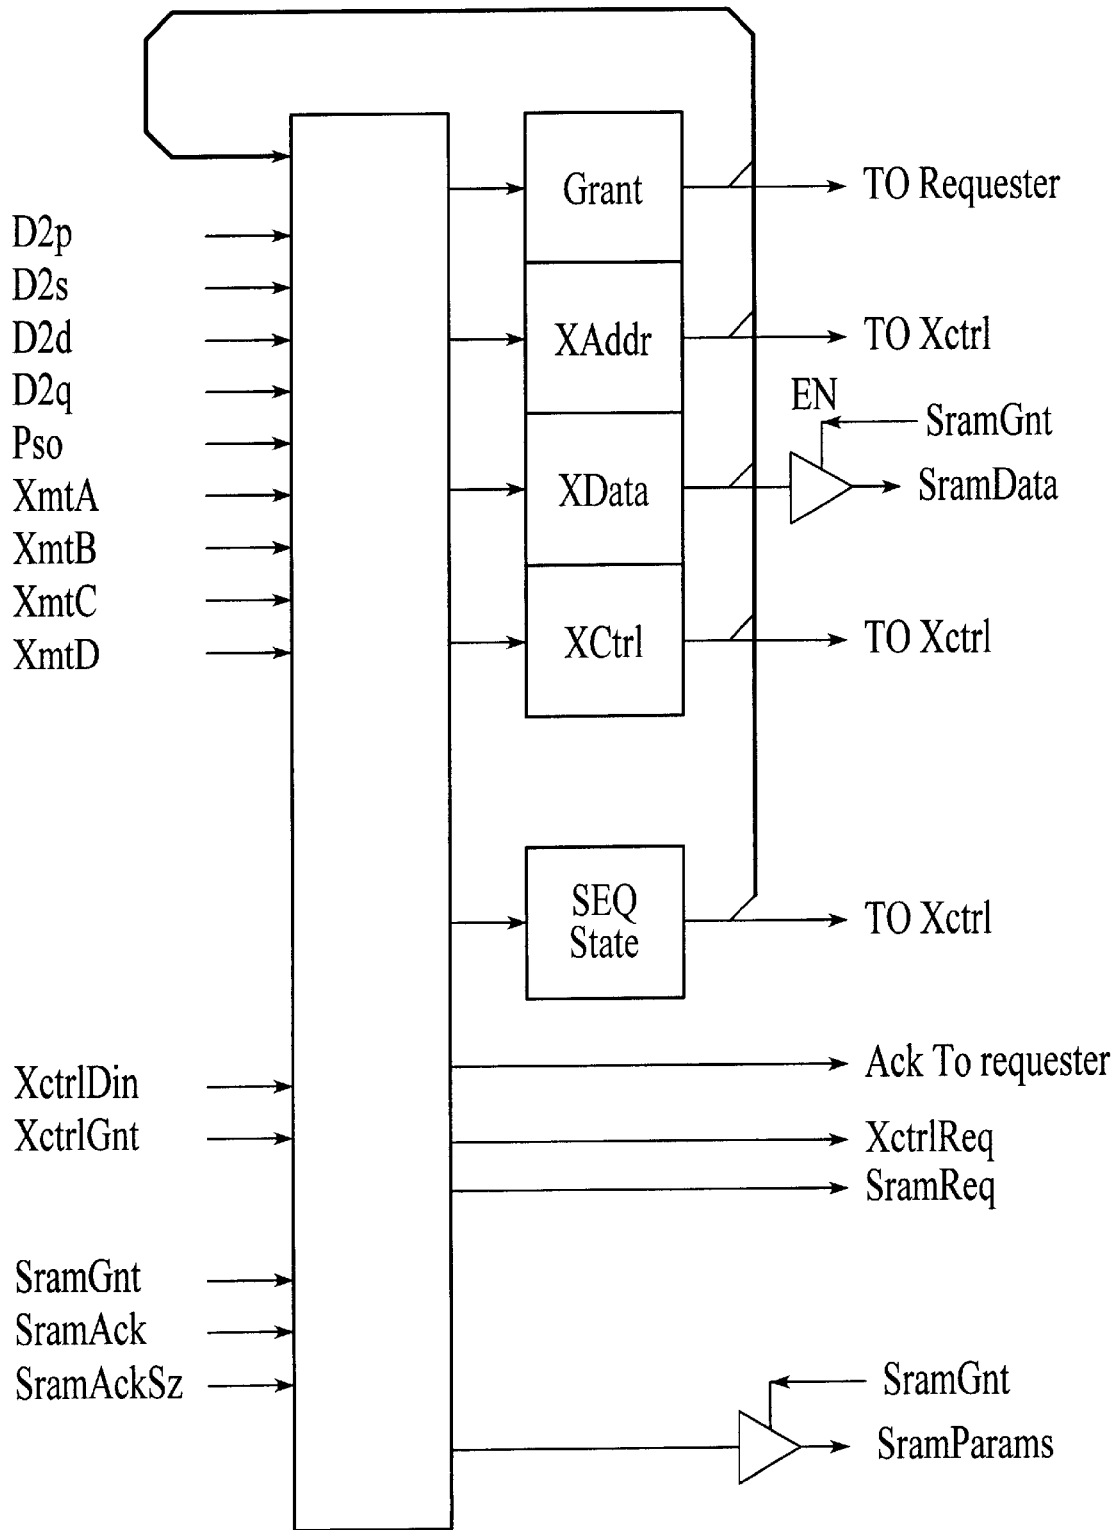 Grant
TO Requester
D2p
D2s
D2d
XAddr
TO Xctrl
D2q
EN
SramGnt
Pso
XmtA
XData
SramData
XmtB
XmtC
XmtD
XCtrl
TO Xctrl
SEQ
State
TO Xctrl
XctrlDin
Ack To requester
XctrlGnt
XctrlReq
SramReq
SramGnt
SramAck
SramAckSz
SramGnt
SramParams